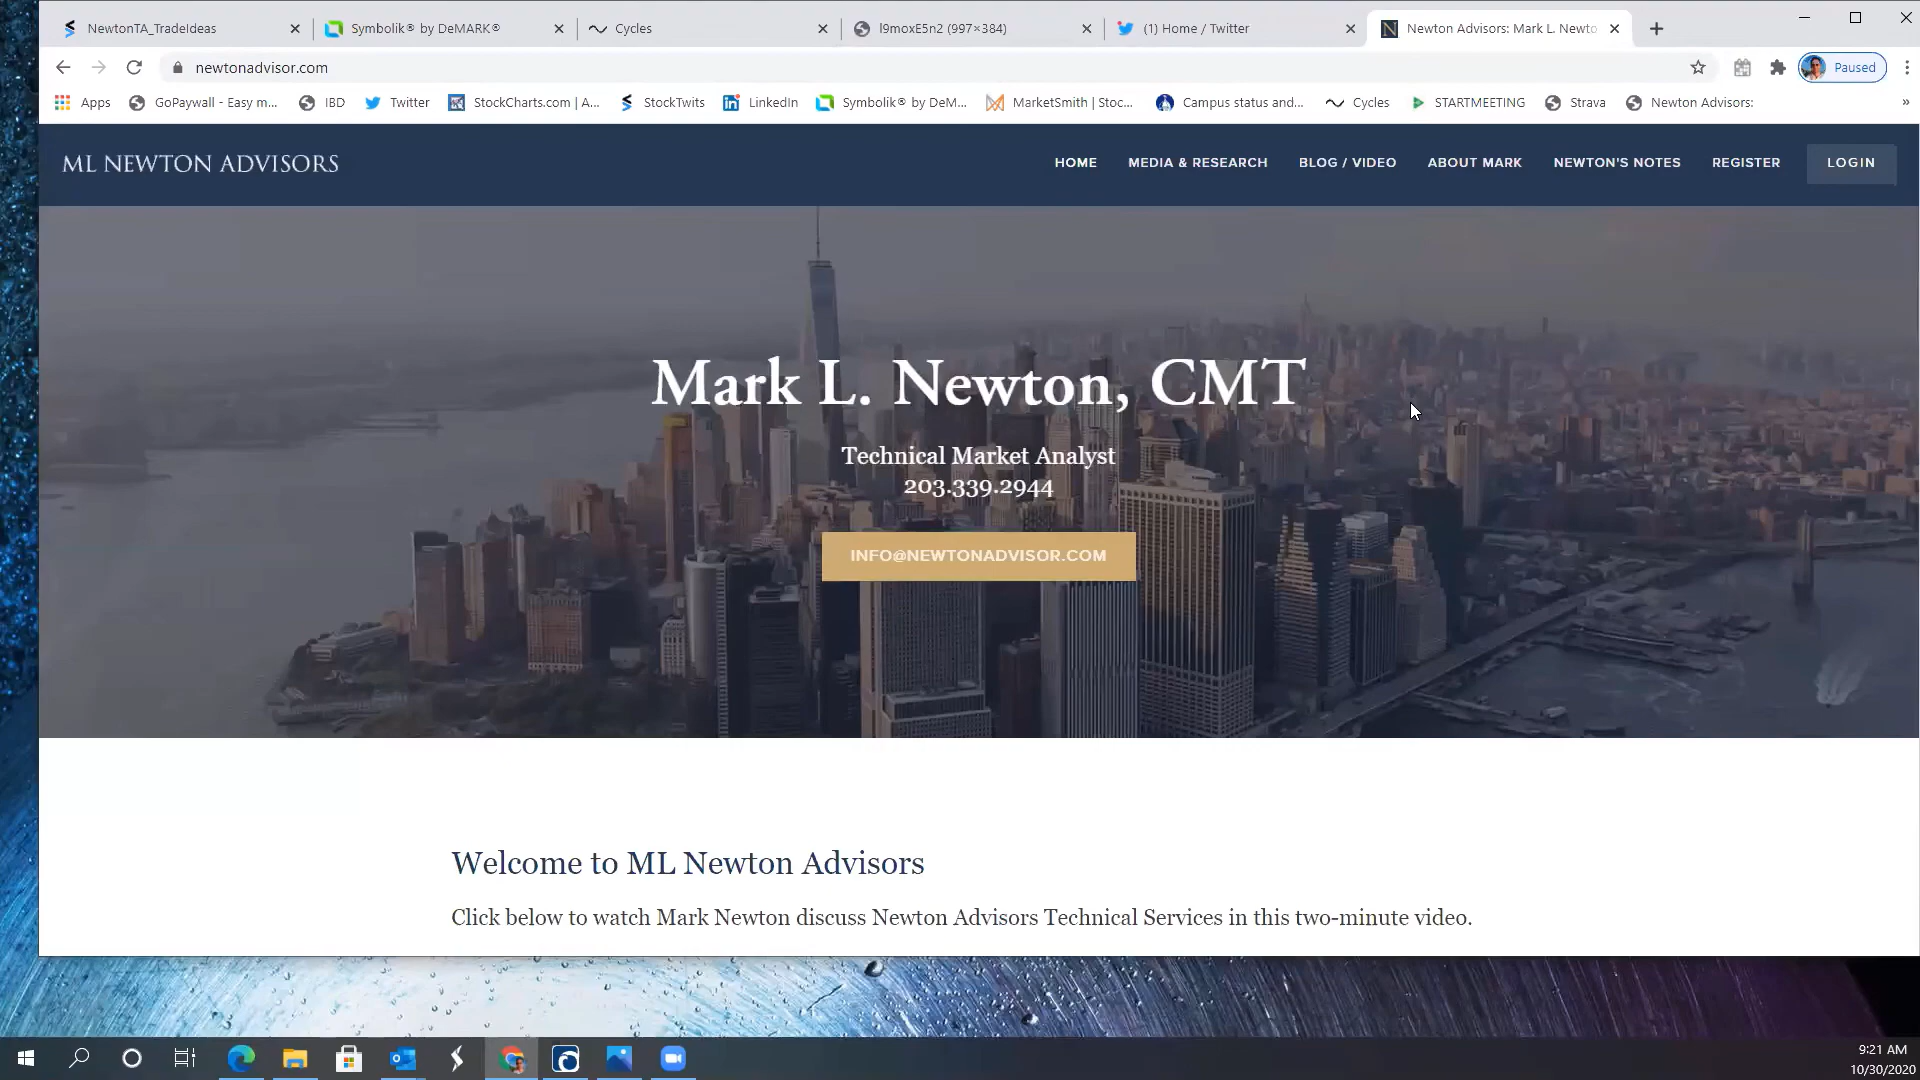 NewtonTA_TradeIdeas
Symbolik® by DeMARK®
Cycles
l9moxE5n2 (997×384)
(1) Home / Twitter
Newton Advisors: Mark L. Newto
newtonadvisor.com
Paused
Apps
GoPaywall - Easy m...
IBD
Twitter
StockCharts.com | A...
StockTwits
LinkedIn
Symbolik® by DeM...
MarketSmith | Stoc...
Campus status and...
Cycles
STARTMEETING
Strava
Newton Advisors:
ML NEWTON ADVISORS
HOME
MEDIA & RESEARCH
BLOG / VIDEO
ABOUT MARK
NEWTON'S NOTES
REGISTER
LOGIN
Mark L. Newton, CMT
Technical Market Analyst
203.339.2944
INFO@NEWTONADVISOR.COM
Welcome to ML Newton Advisors
Click below to watch Mark Newton discuss Newton Advisors Technical Services in this two-minute video.
9:21 AM
10/30/2020